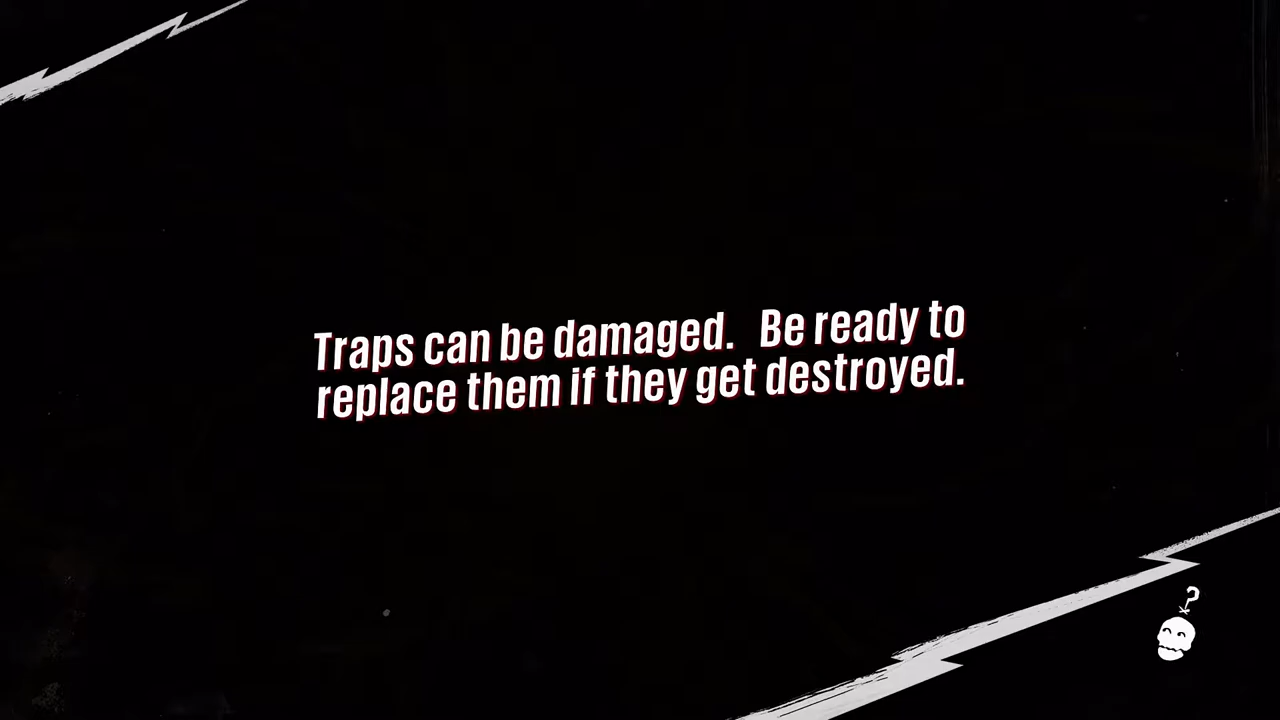 Traps can be damaged.  Be ready to
replace them if they get destroyed.
?